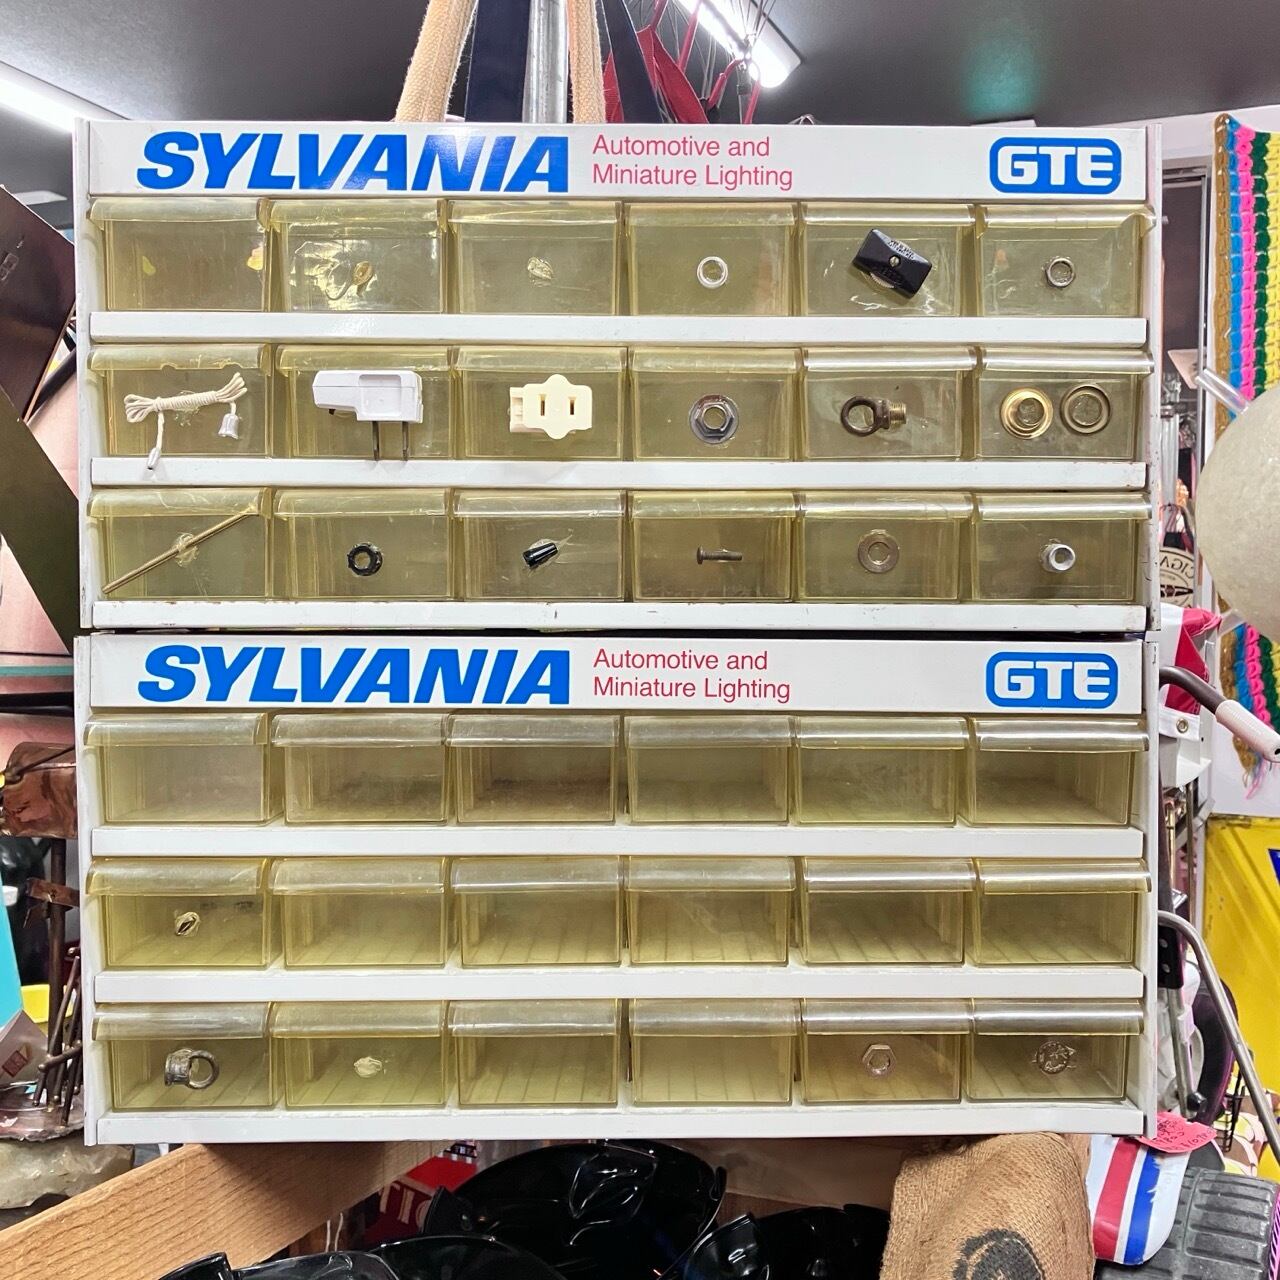 SYLVANIA
Automotive and
Miniature Lighting
GTE
SYLVANIA
Automotive and
Miniature Lighting
GTE